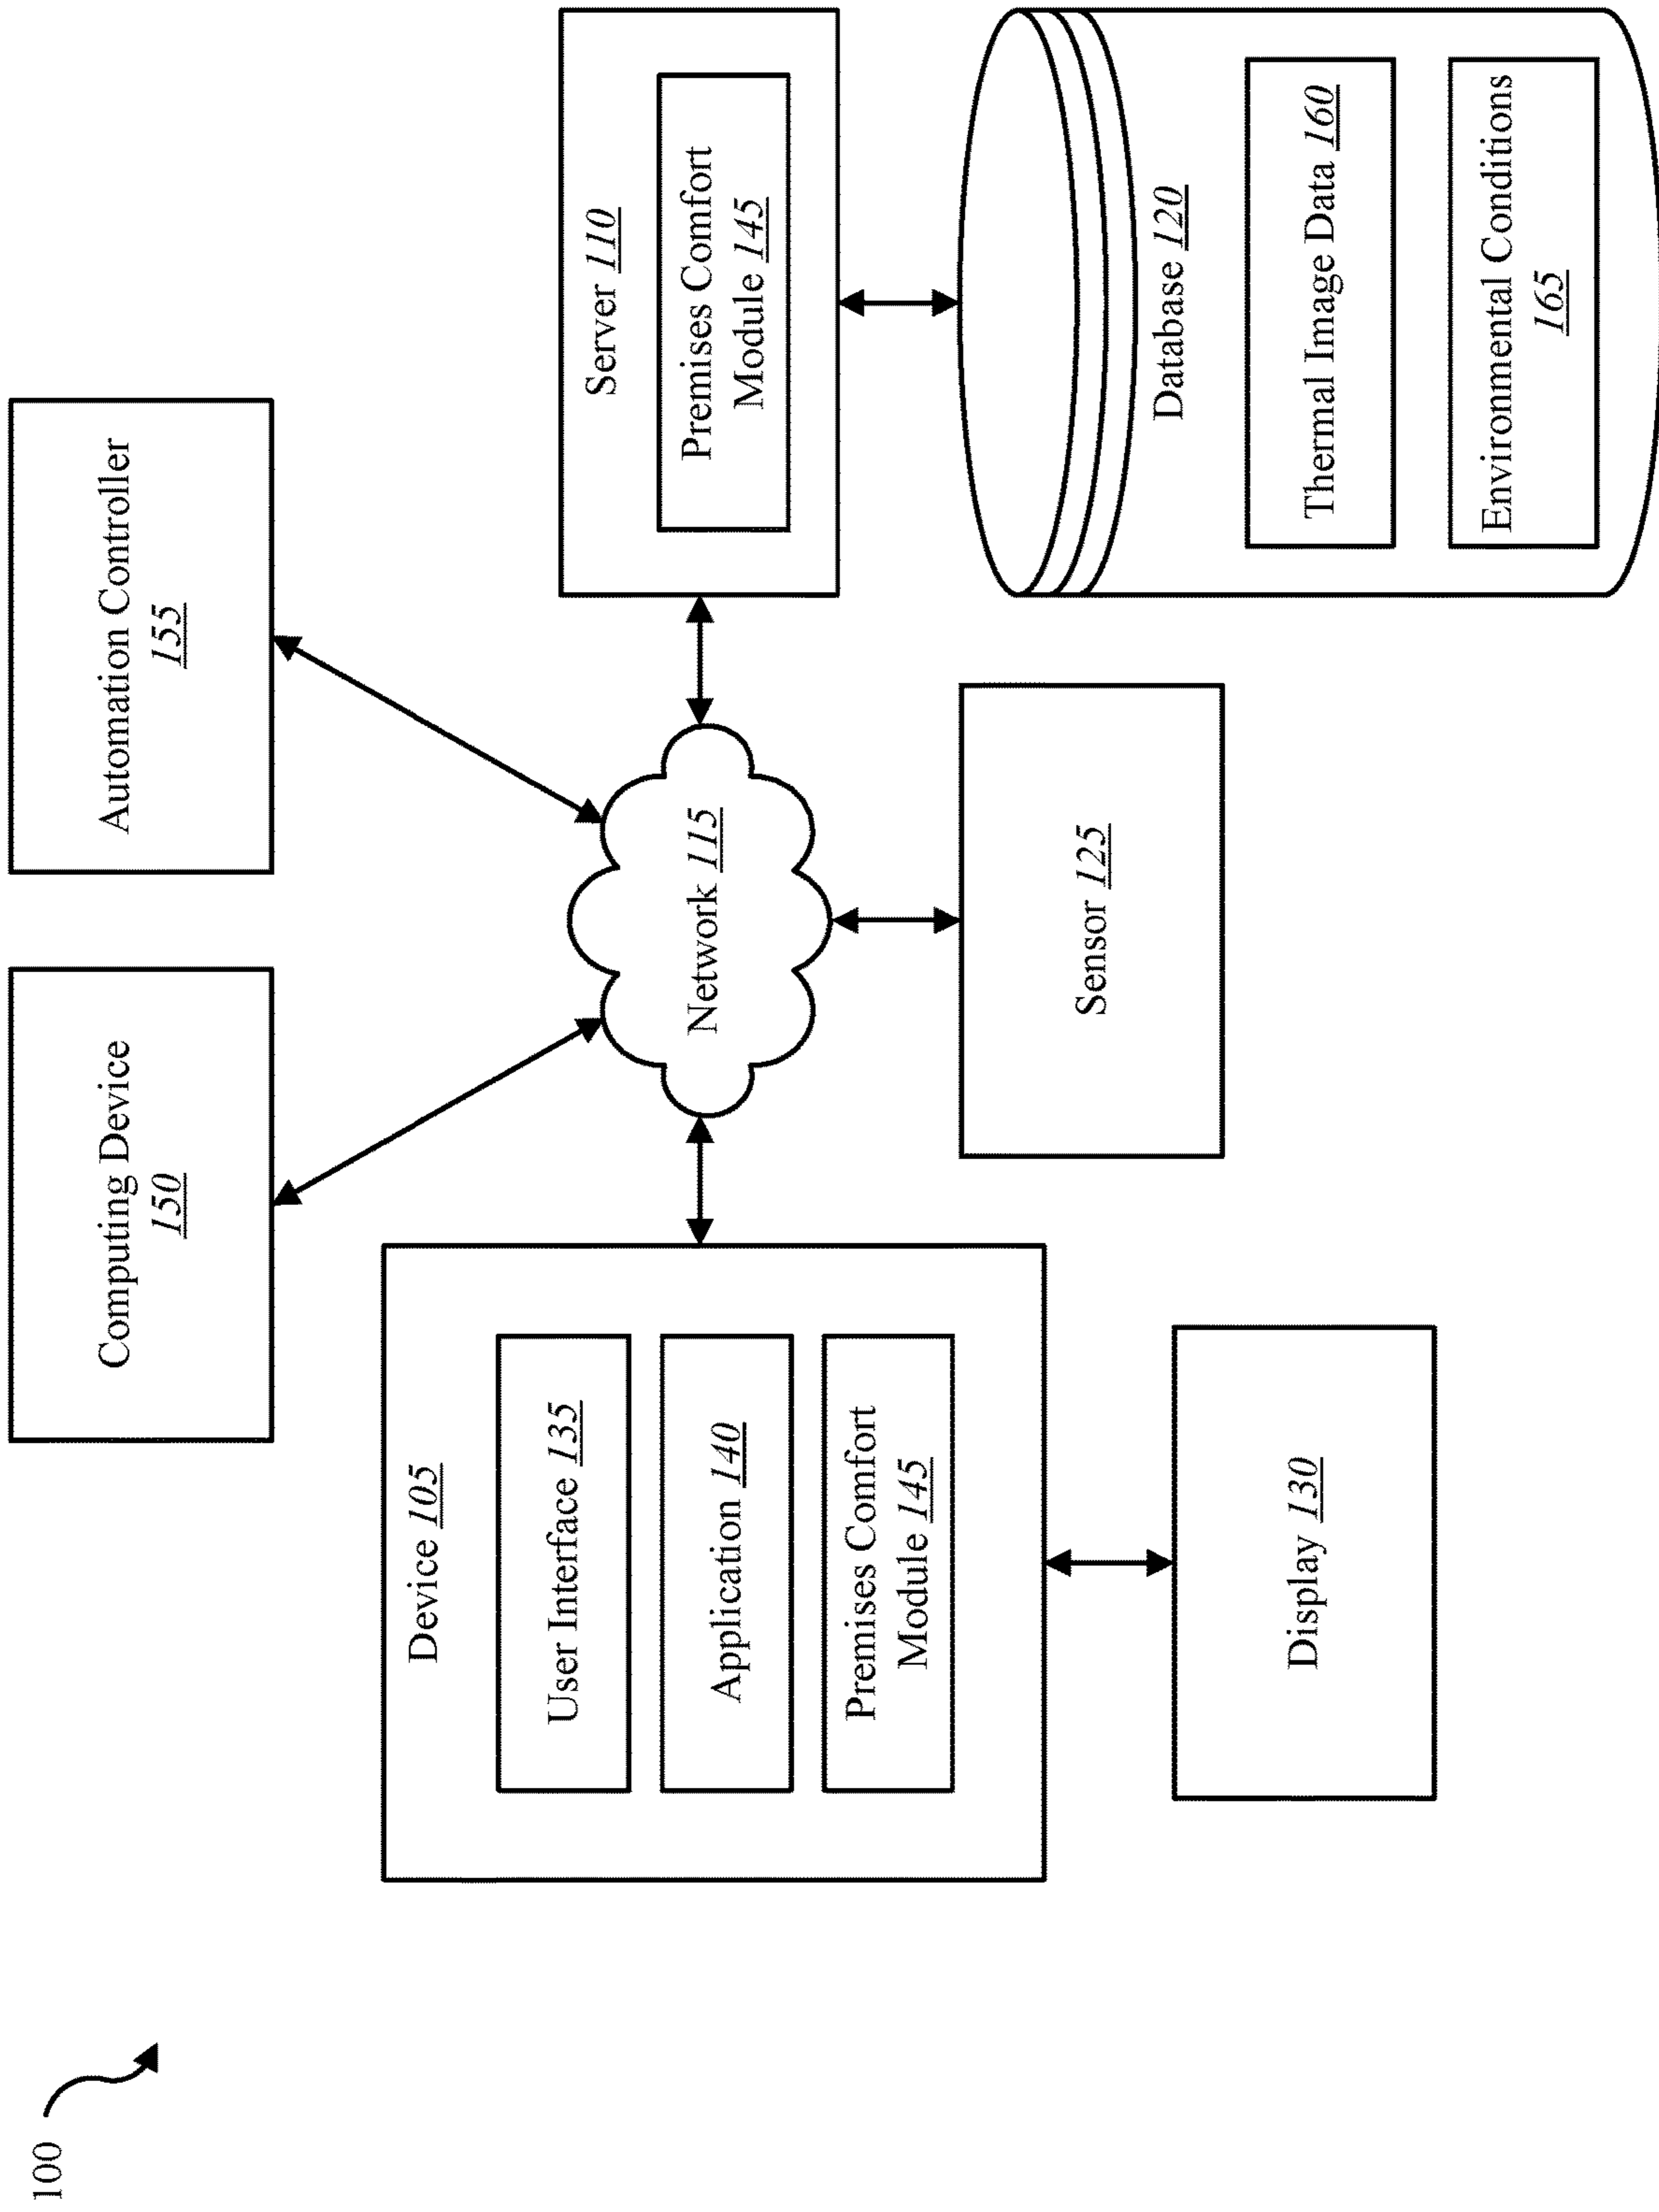 100
Computing Device
150
Automation Controller
155
Device 105
User Interface 135
Application 140
Premises Comfort
Module 145
Network 115
Server 110
Premises Comfort
Module 145
Display 130
Sensor 125
Database 120
Thermal Image Data 160
Environmental Conditions
165